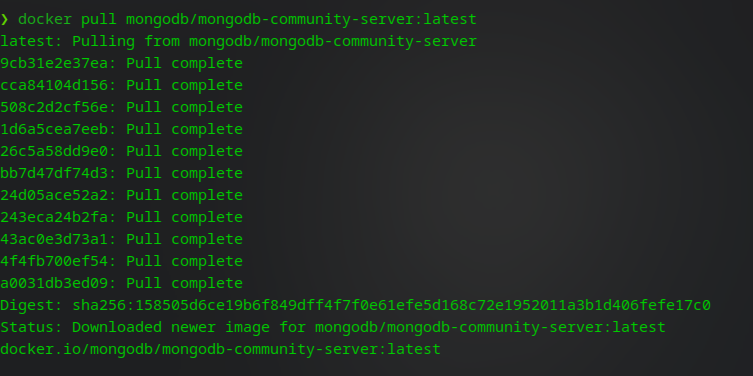 ❯ docker pull mongodb/mongodb-community-server:latest
latest: Pulling from mongodb/mongodb-community-server
9cb31e2e37ea: Pull complete
cca84104d156: Pull complete
508c2d2cf56e: Pull complete
1d6a5cea7eeb: Pull complete
26c5a58dd9e0: Pull complete
bb7d47df74d3: Pull complete
24d05ace52a2: Pull complete
243eca24b2fa: Pull complete
43ac0e3d73a1: Pull complete
4f4fb700ef54: Pull complete
a0031db3ed09: Pull complete
Digest: sha256:158505d6ce19b6f849dff4f7f0e61efe5d168c72e1952011a3b1d406fefe17c0
Status: Downloaded newer image for mongodb/mongodb-community-server:latest
docker.io/mongodb/mongodb-community-server:latest